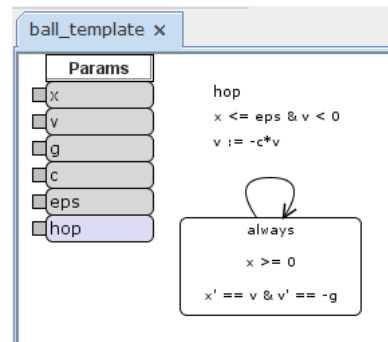 ball_template ×
Params
x
v
g
c
eps
hop
hop
x <= eps & v < 0
v := -c*v
always
x >= 0
x' == v & v' == -g